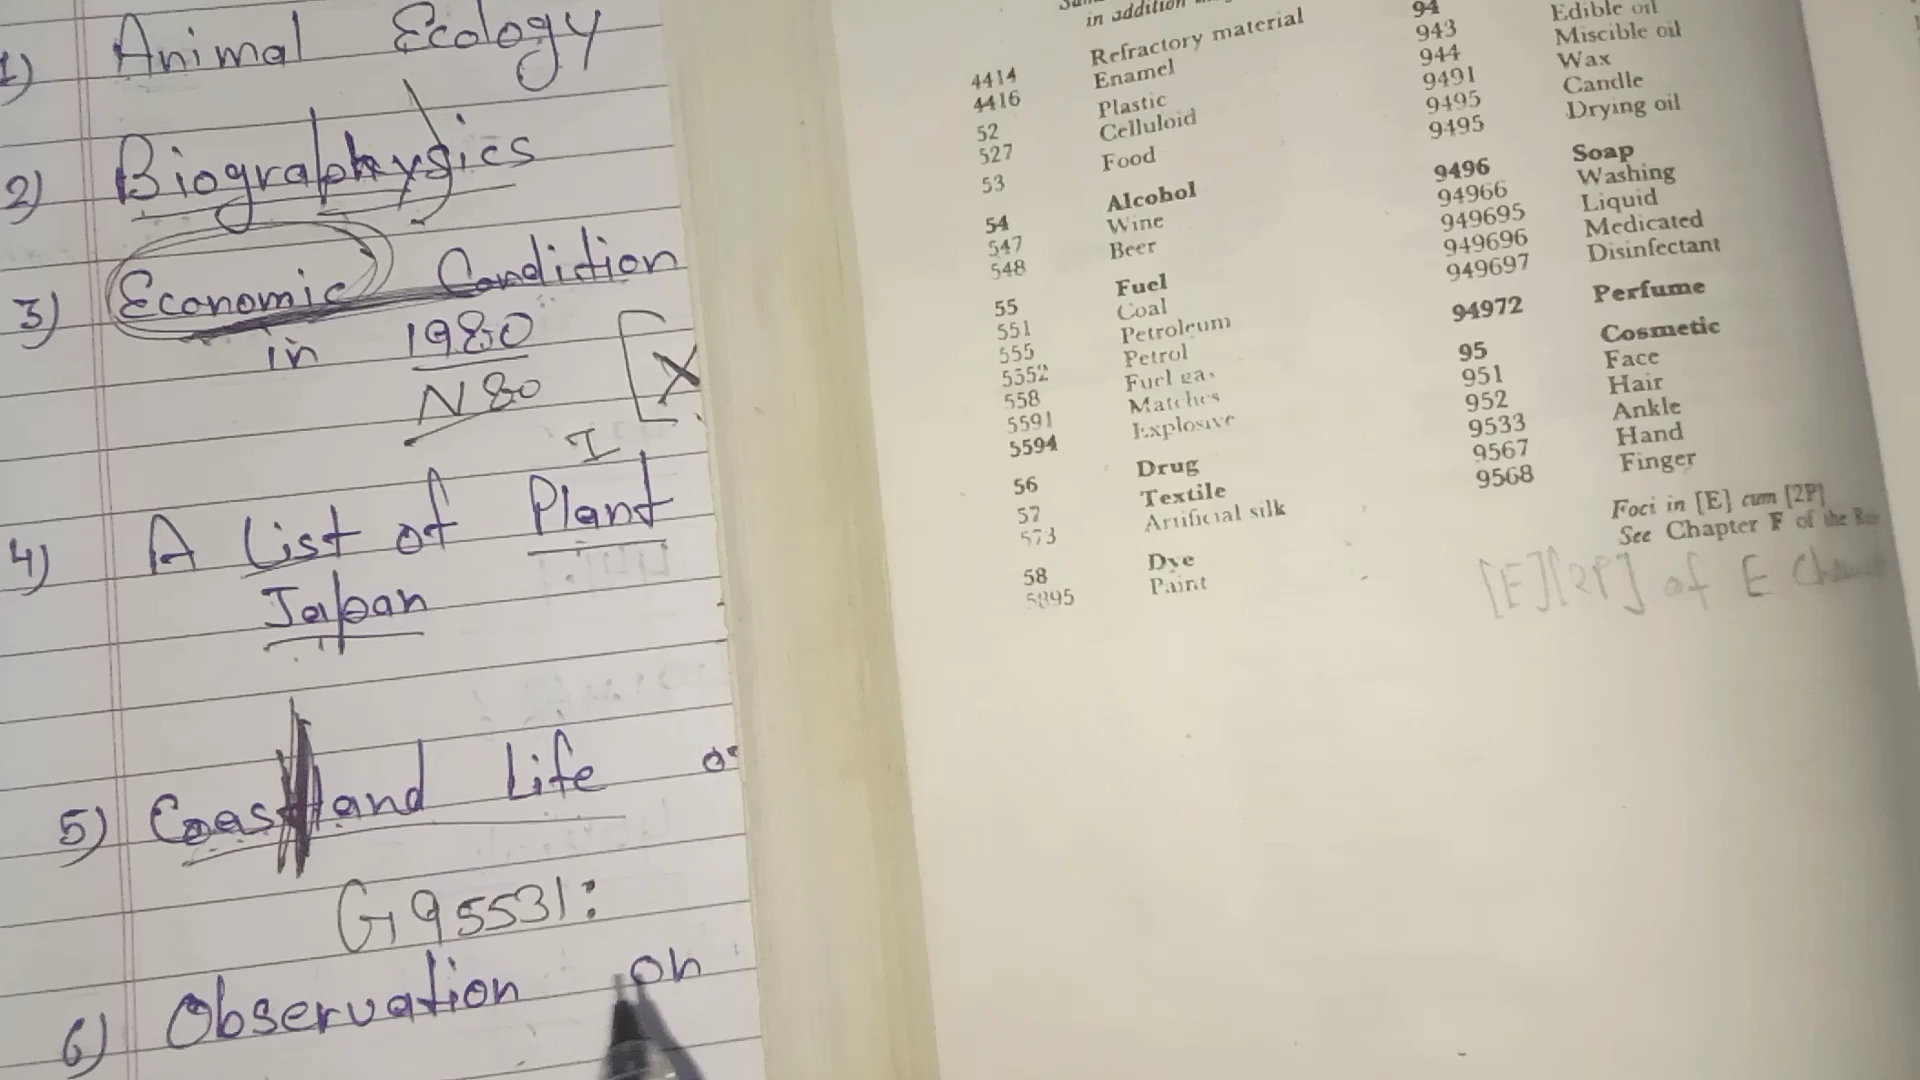 1) Animal Ecology
2) Biogra/phygics
3) Economic Condidion
in 1980
N80
X
I
4) A List of Plant
Japan
5) Coastland Life
G95531:
6) Observation on
in addition
4414 Refractory material
4416 Enamel
52 Plastic
527 Celluloid
53 Food
54 Alcohol
547 Wine
548 Beer
55 Fuel
551 Coal
555 Petroleum
5552 Petrol
558 Fuel gas
5591 Matches
5594 Explosive
56 Drug
57 Textile
573 Artificial silk
58 Dye
5895 Paint
94
943 Edible oil
944 Miscible oil
9491 Wax
9495 Candle
9495 Drying oil
9496 Soap
94966 Washing
949695 Liquid
949696 Medicated
949697 Disinfectant
94972 Perfume
95 Cosmetic
951 Face
952 Hair
9533 Ankle
9567 Hand
9568 Finger
Foci in [E] cum [2P]
See Chapter F of the
[E][2P] of E